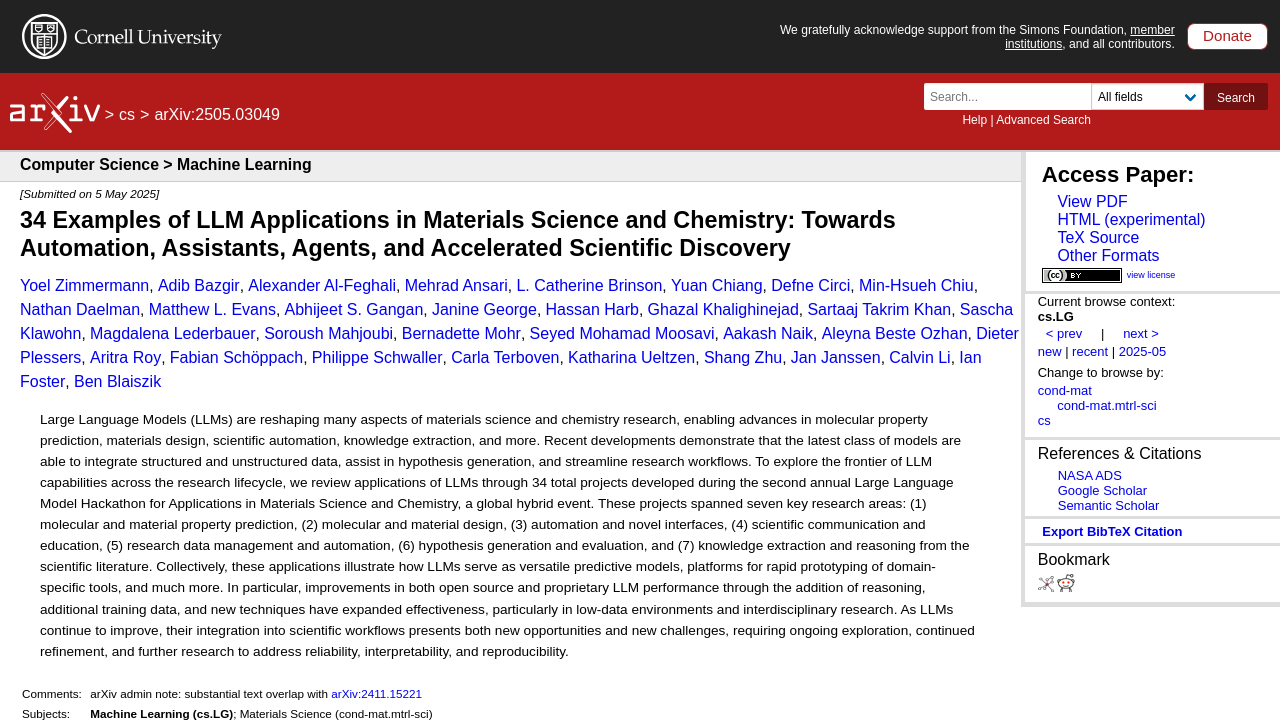 Cornell University
We gratefully acknowledge support from the Simons Foundation, member
institutions, and all contributors.
Donate
arXiv > cs > arXiv:2505.03049
Search...
All fields
Search
Help | Advanced Search
Computer Science > Machine Learning
[Submitted on 5 May 2025]
34 Examples of LLM Applications in Materials Science and Chemistry: Towards
Automation, Assistants, Agents, and Accelerated Scientific Discovery
Yoel Zimmermann, Adib Bazgir, Alexander Al-Feghali, Mehrad Ansari, L. Catherine Brinson, Yuan Chiang, Defne Circi, Min-Hsueh Chiu,
Nathan Daelman, Matthew L. Evans, Abhijeet S. Gangan, Janine George, Hassan Harb, Ghazal Khalighinejad, Sartaaj Takrim Khan, Sascha
Klawohn, Magdalena Lederbauer, Soroush Mahjoubi, Bernadette Mohr, Seyed Mohamad Moosavi, Aakash Naik, Aleyna Beste Ozhan, Dieter
Plessers, Aritra Roy, Fabian Schöppach, Philippe Schwaller, Carla Terboven, Katharina Ueltzen, Shang Zhu, Jan Janssen, Calvin Li, Ian
Foster, Ben Blaiszik
Large Language Models (LLMs) are reshaping many aspects of materials science and chemistry research, enabling advances in molecular property
prediction, materials design, scientific automation, knowledge extraction, and more. Recent developments demonstrate that the latest class of models are
able to integrate structured and unstructured data, assist in hypothesis generation, and streamline research workflows. To explore the frontier of LLM
capabilities across the research lifecycle, we review applications of LLMs through 34 total projects developed during the second annual Large Language
Model Hackathon for Applications in Materials Science and Chemistry, a global hybrid event. These projects spanned seven key research areas: (1)
molecular and material property prediction, (2) molecular and material design, (3) automation and novel interfaces, (4) scientific communication and
education, (5) research data management and automation, (6) hypothesis generation and evaluation, and (7) knowledge extraction and reasoning from the
scientific literature. Collectively, these applications illustrate how LLMs serve as versatile predictive models, platforms for rapid prototyping of domain-
specific tools, and much more. In particular, improvements in both open source and proprietary LLM performance through the addition of reasoning,
additional training data, and new techniques have expanded effectiveness, particularly in low-data environments and interdisciplinary research. As LLMs
continue to improve, their integration into scientific workflows presents both new opportunities and new challenges, requiring ongoing exploration, continued
refinement, and further research to address reliability, interpretability, and reproducibility.
Comments: arXiv admin note: substantial text overlap with arXiv:2411.15221
Subjects: Machine Learning (cs.LG); Materials Science (cond-mat.mtrl-sci)
Access Paper:
View PDF
HTML (experimental)
TeX Source
Other Formats
(cc) BY view license
Current browse context:
cs.LG
< prev | next >
new | recent | 2025-05
Change to browse by:
cond-mat
cond-mat.mtrl-sci
cs
References & Citations
NASA ADS
Google Scholar
Semantic Scholar
Export BibTeX Citation
Bookmark